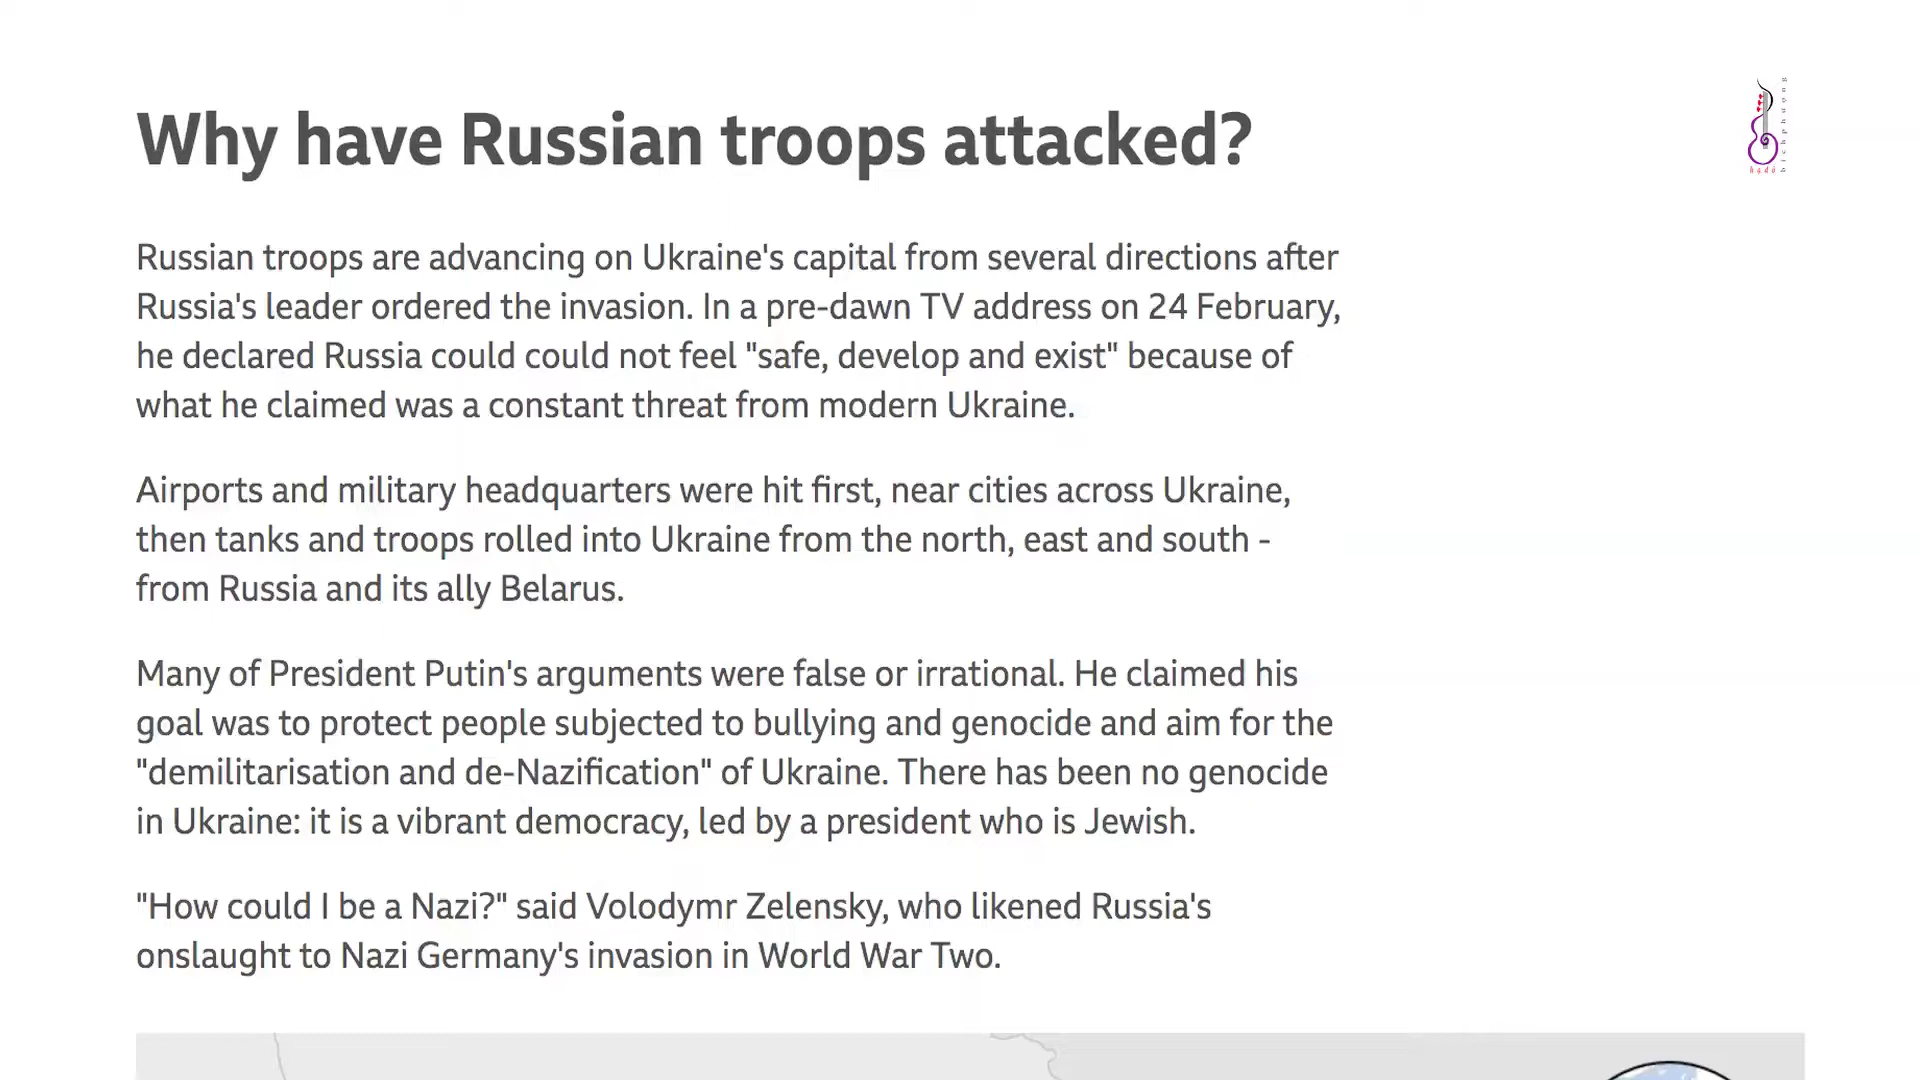 Why have Russian troops attacked?
Russian troops are advancing on Ukraine's capital from several directions after
Russia's leader ordered the invasion. In a pre-dawn TV address on 24 February,
he declared Russia could could not feel "safe, develop and exist" because of
what he claimed was a constant threat from modern Ukraine.
Airports and military headquarters were hit first, near cities across Ukraine,
then tanks and troops rolled into Ukraine from the north, east and south -
from Russia and its ally Belarus.
Many of President Putin's arguments were false or irrational. He claimed his
goal was to protect people subjected to bullying and genocide and aim for the
"demilitarisation and de-Nazification" of Ukraine. There has been no genocide
in Ukraine: it is a vibrant democracy, led by a president who is Jewish.
"How could I be a Nazi?" said Volodymr Zelensky, who likened Russia's
onslaught to Nazi Germany's invasion in World War Two.